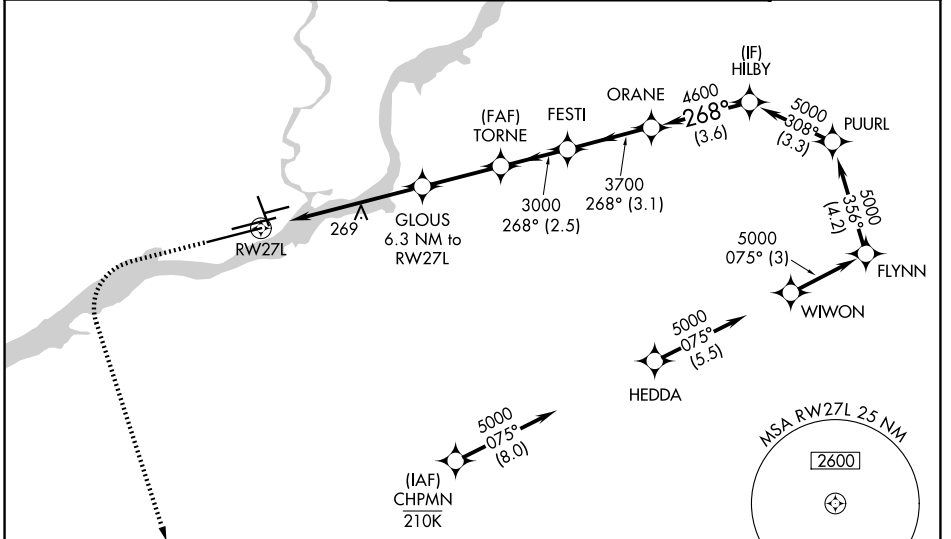 (IF)
HILBY
4600
268°
(3.6)
5000
308°
(3.3)
PUURL
ORANE
FESTI
(FAF)
TORNE
3700
268° (3.1)
3000
268° (2.5)
GLOUS
6.3 NM to
RW27L
269
RW27L
5000
356°
(4.2)
5000
075° (3)
FLYNN
WIWON
5000
075°
(5.5)
HEDDA
5000
075°
(8.0)
(IAF)
CHPMN
210K
MSA RW27L 25 NM
2600